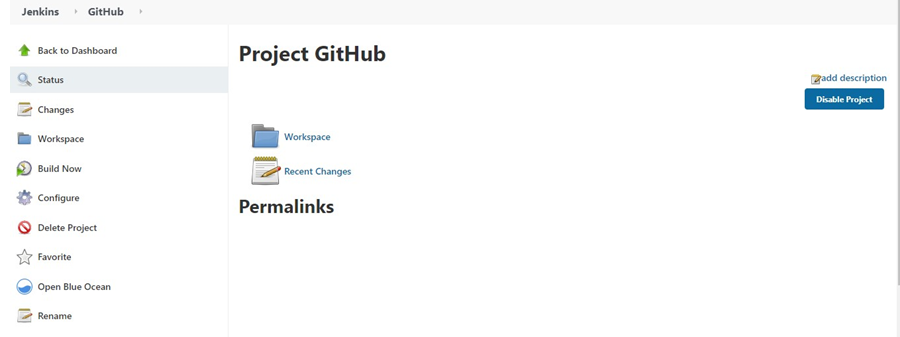 Jenkins
GitHub
Back to Dashboard
Status
Changes
Workspace
Build Now
Configure
Delete Project
Favorite
Open Blue Ocean
Rename
Project GitHub
add description
Disable Project
Workspace
Recent Changes
Permalinks